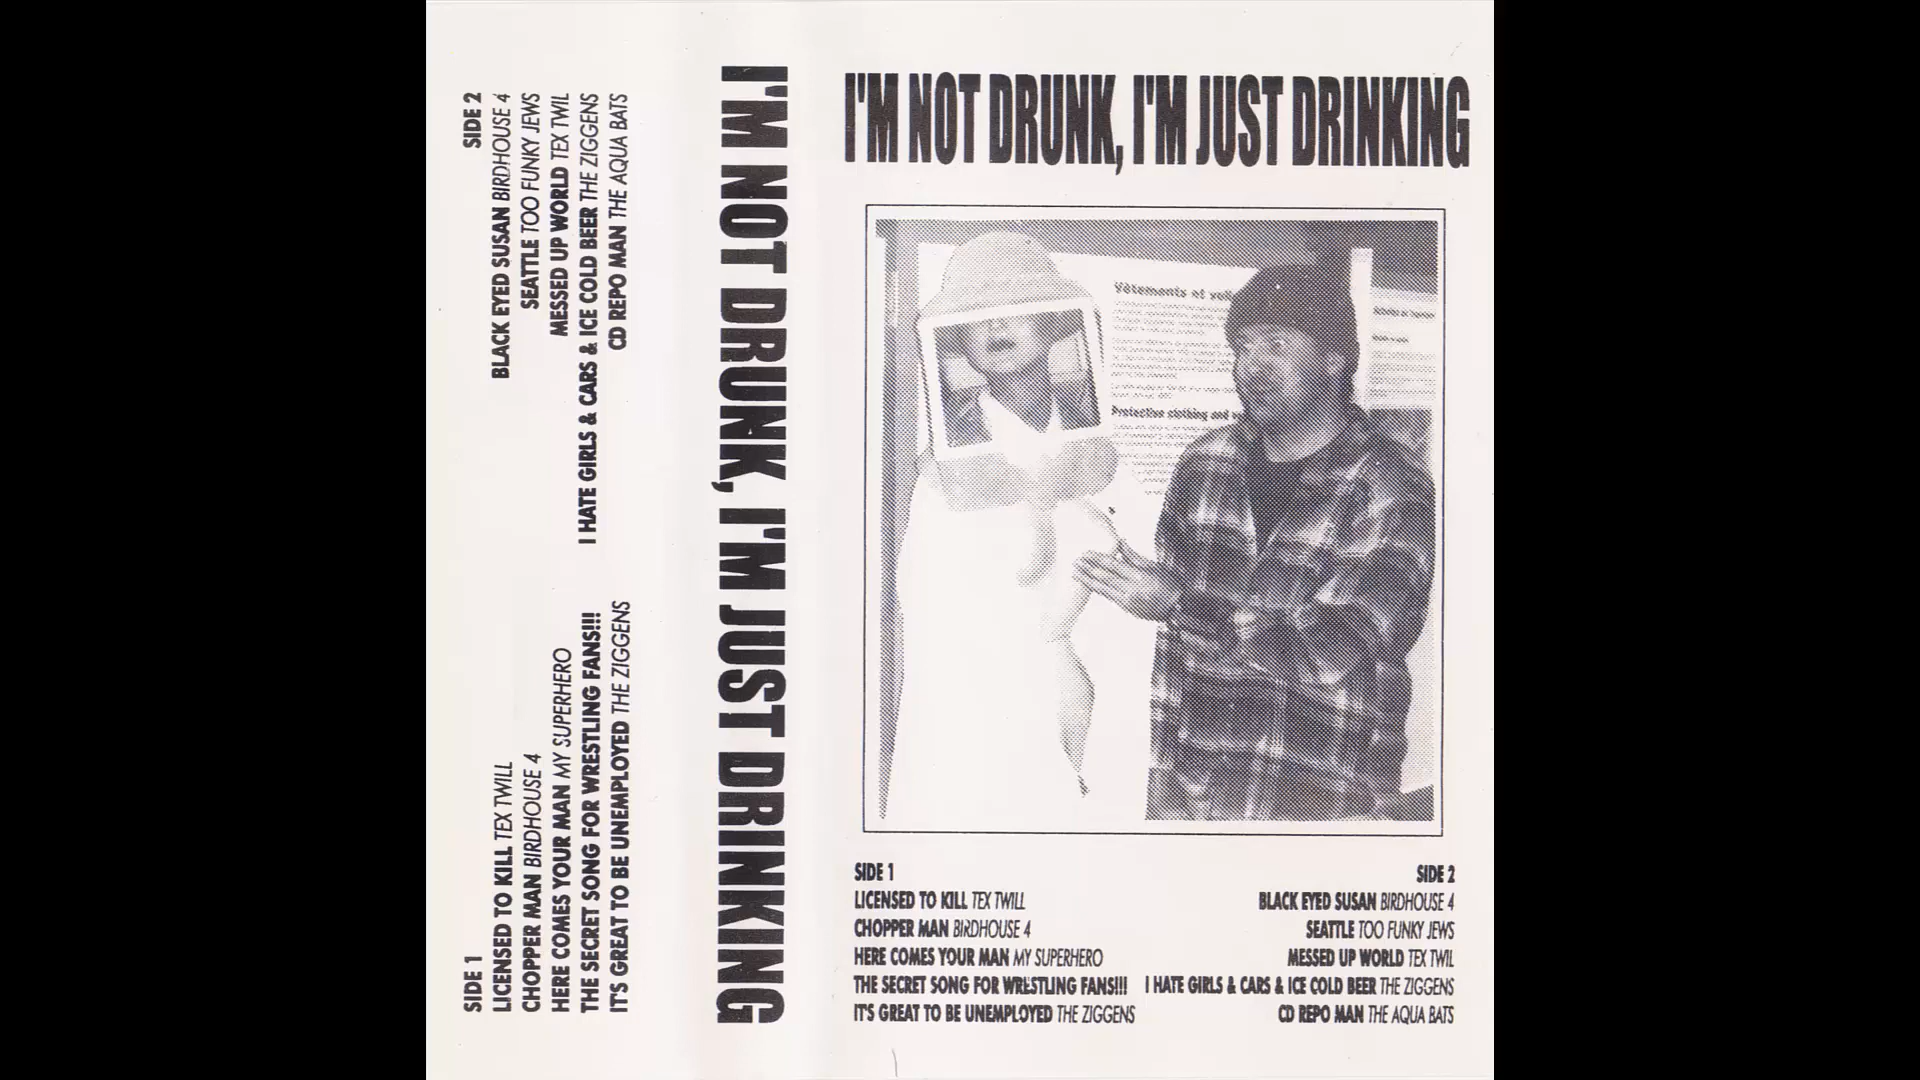 SIDE 2
BLACK EYED SUSAN BIRDHOUSE 4
SEATTLE TOO FUNKY JEWS
MESSED UP WORLD TEX TWIL
I HATE GIRLS & CARS & ICE COLD BEER THE ZIGGENS
CD REPO MAN THE AQUA BATS
SIDE 1
LICENSED TO KILL TEX TWILL
CHOPPER MAN BIRDHOUSE 4
HERE COMES YOUR MAN MY SUPERHERO
THE SECRET SONG FOR WRESTLING FANS!!!
IT'S GREAT TO BE UNEMPLOYED THE ZIGGENS
I'M NOT DRUNK, I'M JUST DRINKING
I'M NOT DRUNK, I'M JUST DRINKING
Vêtements et
Protective clothing and
SIDE 1
LICENSED TO KILL TEX TWILL
CHOPPER MAN BIRDHOUSE 4
HERE COMES YOUR MAN MY SUPERHERO
THE SECRET SONG FOR WRESTLING FANS!!!
IT'S GREAT TO BE UNEMPLOYED THE ZIGGENS
SIDE 2
BLACK EYED SUSAN BIRDHOUSE 4
SEATTLE TOO FUNKY JEWS
MESSED UP WORLD TEX TWIL
I HATE GIRLS & CARS & ICE COLD BEER THE ZIGGENS
CD REPO MAN THE AQUA BATS